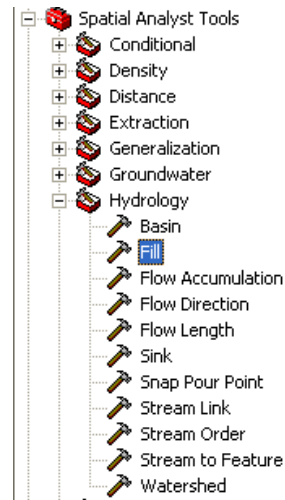 Spatial Analyst Tools
Conditional
Density
Distance
Extraction
Generalization
Groundwater
Hydrology
Basin
Fill
Flow Accumulation
Flow Direction
Flow Length
Sink
Snap Pour Point
Stream Link
Stream Order
Stream to Feature
Watershed